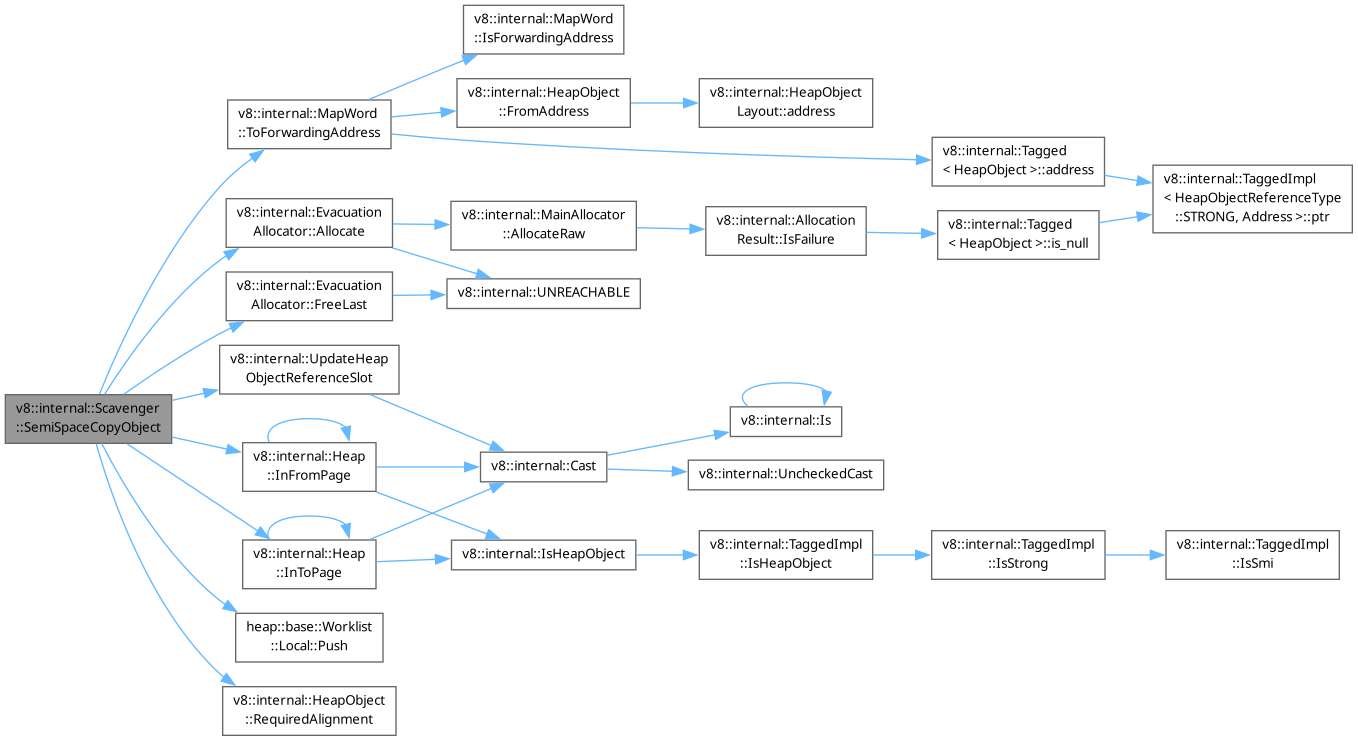 v8::internal::MapWord
::IsForwardingAddress
v8::internal::HeapObject
::FromAddress
v8::internal::HeapObject
Layout::address
v8::internal::MapWord
::ToForwardingAddress
v8::internal::Tagged
< HeapObject >::address
v8::internal::TaggedImpl
< HeapObjectReferenceType
::STRONG, Address >::ptr
v8::internal::Evacuation
Allocator::Allocate
v8::internal::MainAllocator
::AllocateRaw
v8::internal::Allocation
Result::IsFailure
v8::internal::Tagged
< HeapObject >::is_null
v8::internal::Evacuation
Allocator::FreeLast
v8::internal::UNREACHABLE
v8::internal::UpdateHeap
ObjectReferenceSlot
v8::internal::Scavenger
::SemiSpaceCopyObject
v8::internal::Is
v8::internal::Heap
::InFromPage
v8::internal::Cast
v8::internal::UncheckedCast
v8::internal::Heap
::InToPage
v8::internal::IsHeapObject
v8::internal::TaggedImpl
::IsHeapObject
v8::internal::TaggedImpl
::IsStrong
v8::internal::TaggedImpl
::IsSmi
heap::base::Worklist
::Local::Push
v8::internal::HeapObject
::RequiredAlignment